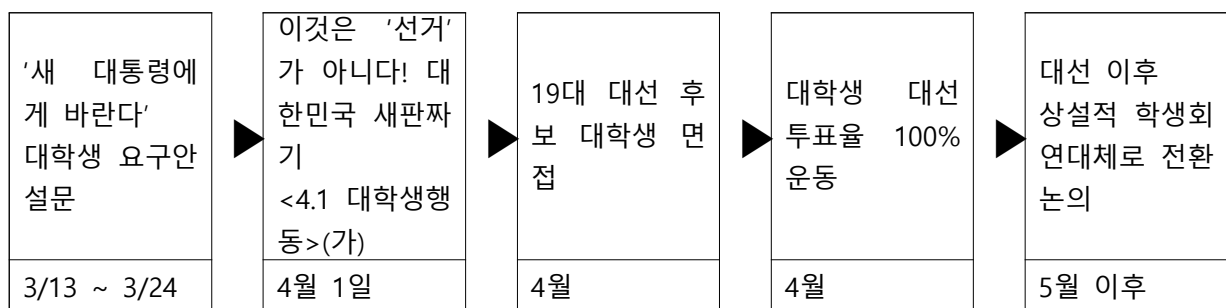 '새 대통령에
게 바란다'
대학생 요구안
설문
3/13 ~ 3/24
이것은 '선거'
가 아니다! 대
한민국 새판짜
기
<4.1 대학생행
동>(가)
4월 1일
19대 대선 후
보 대학생 면
접
4월
대학생 대선
투표율 100%
운동
4월
대선 이후
상설적 학생회
연대체로 전환
논의
5월 이후